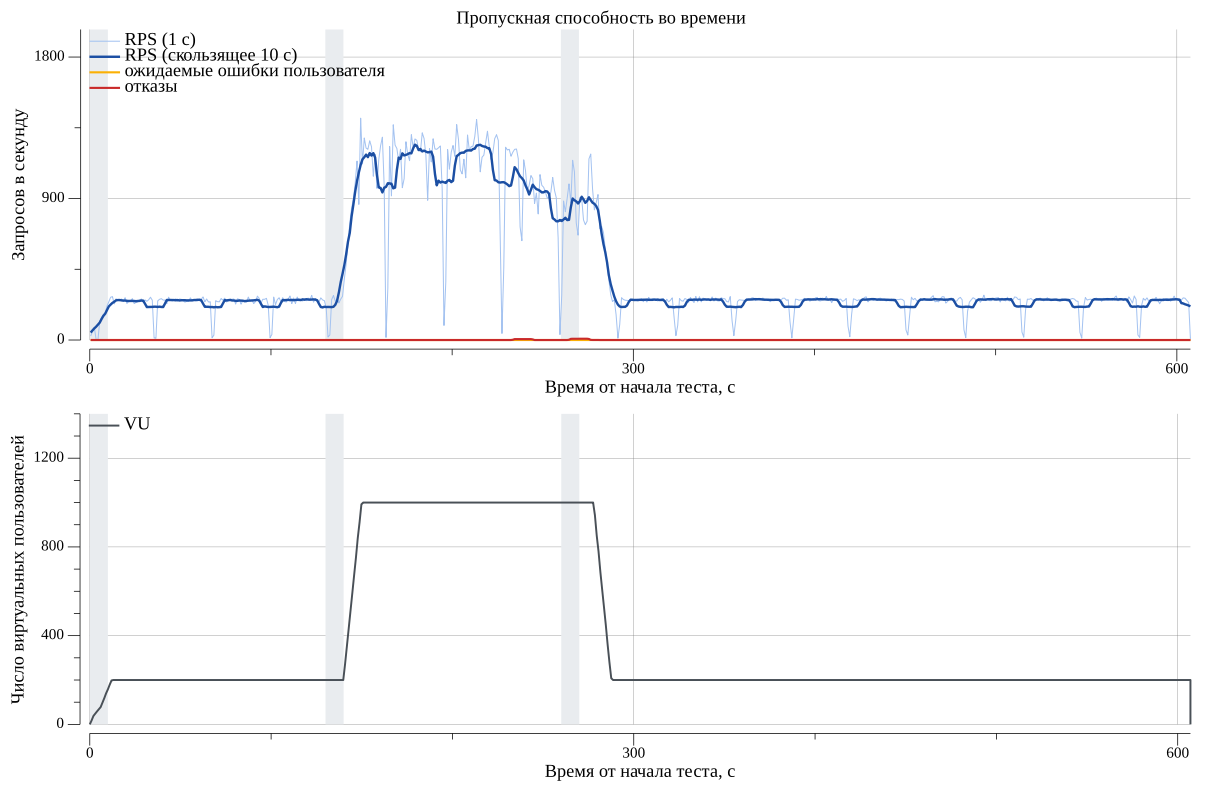 Пропускная способность во времени
RPS (1 с)
RPS (скользящее 10 с)
ожидаемые ошибки пользователя
отказы
1800
900
0
Запросов в секунду
0
300
600
Время от начала теста, с
VU
1200
800
400
0
Число виртуальных пользователей
0
300
600
Время от начала теста, с